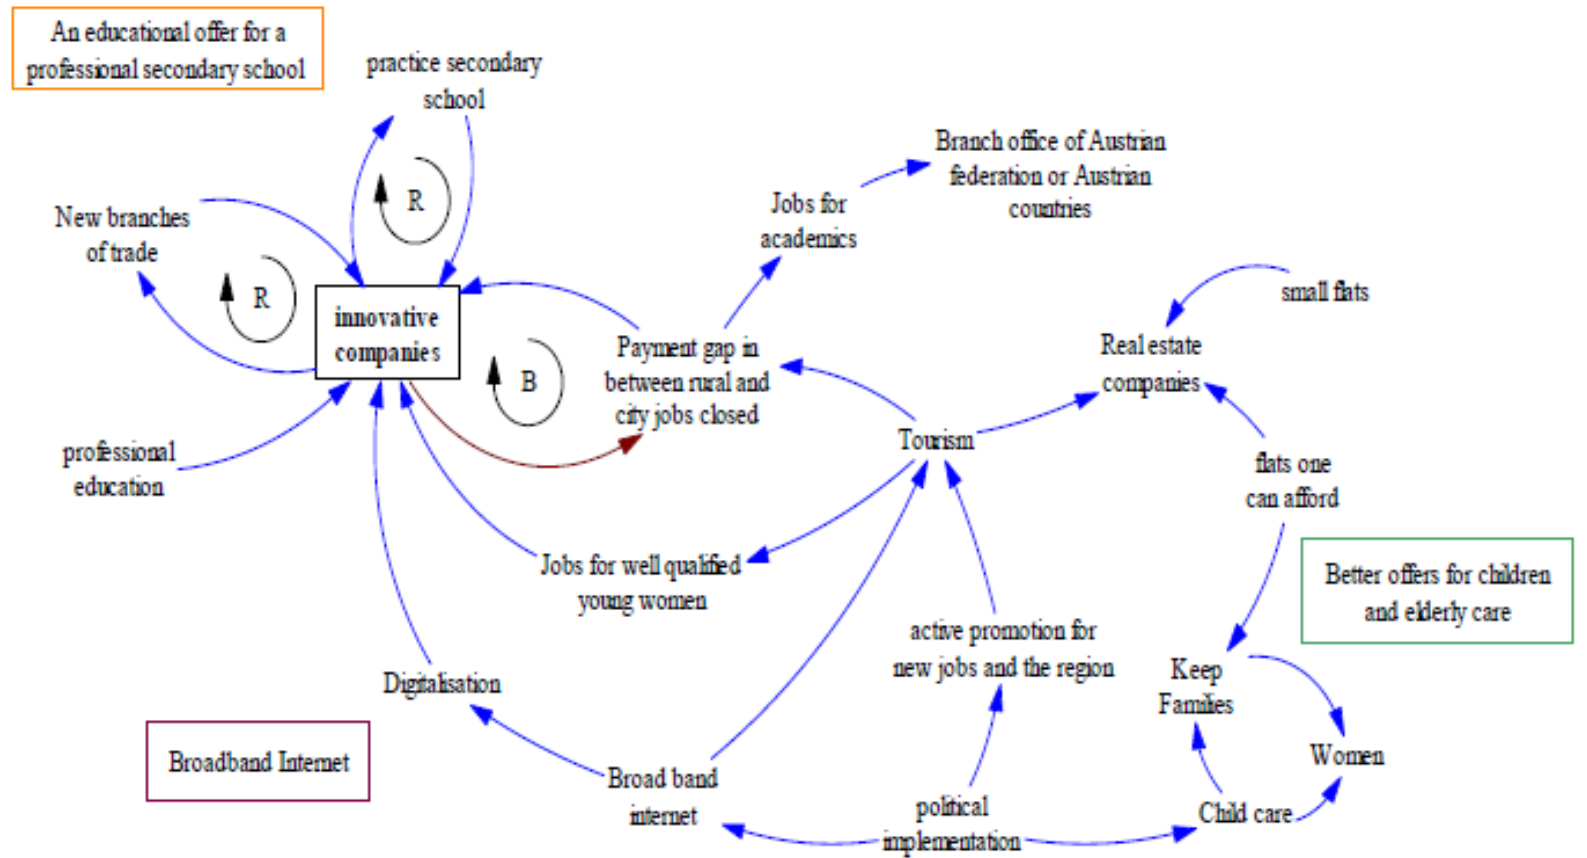 An educational offer for a
professional secondary school
practice secondary
school
Branch office of Austrian
federation or Austrian
countries
Jobs for
academics
New branches
of trade
R
R
small flats
innovative
companies
Payment gap in
between rural and
city jobs closed
B
Real estate
companies
Tourism
professional
education
flats one
can afford
Jobs for well qualified
young women
Better offers for children
and elderly care
active promotion for
new jobs and the region
Keep
Families
Digitalisation
Broadband Internet
Women
Broad band
internet
political
implementation
Child care